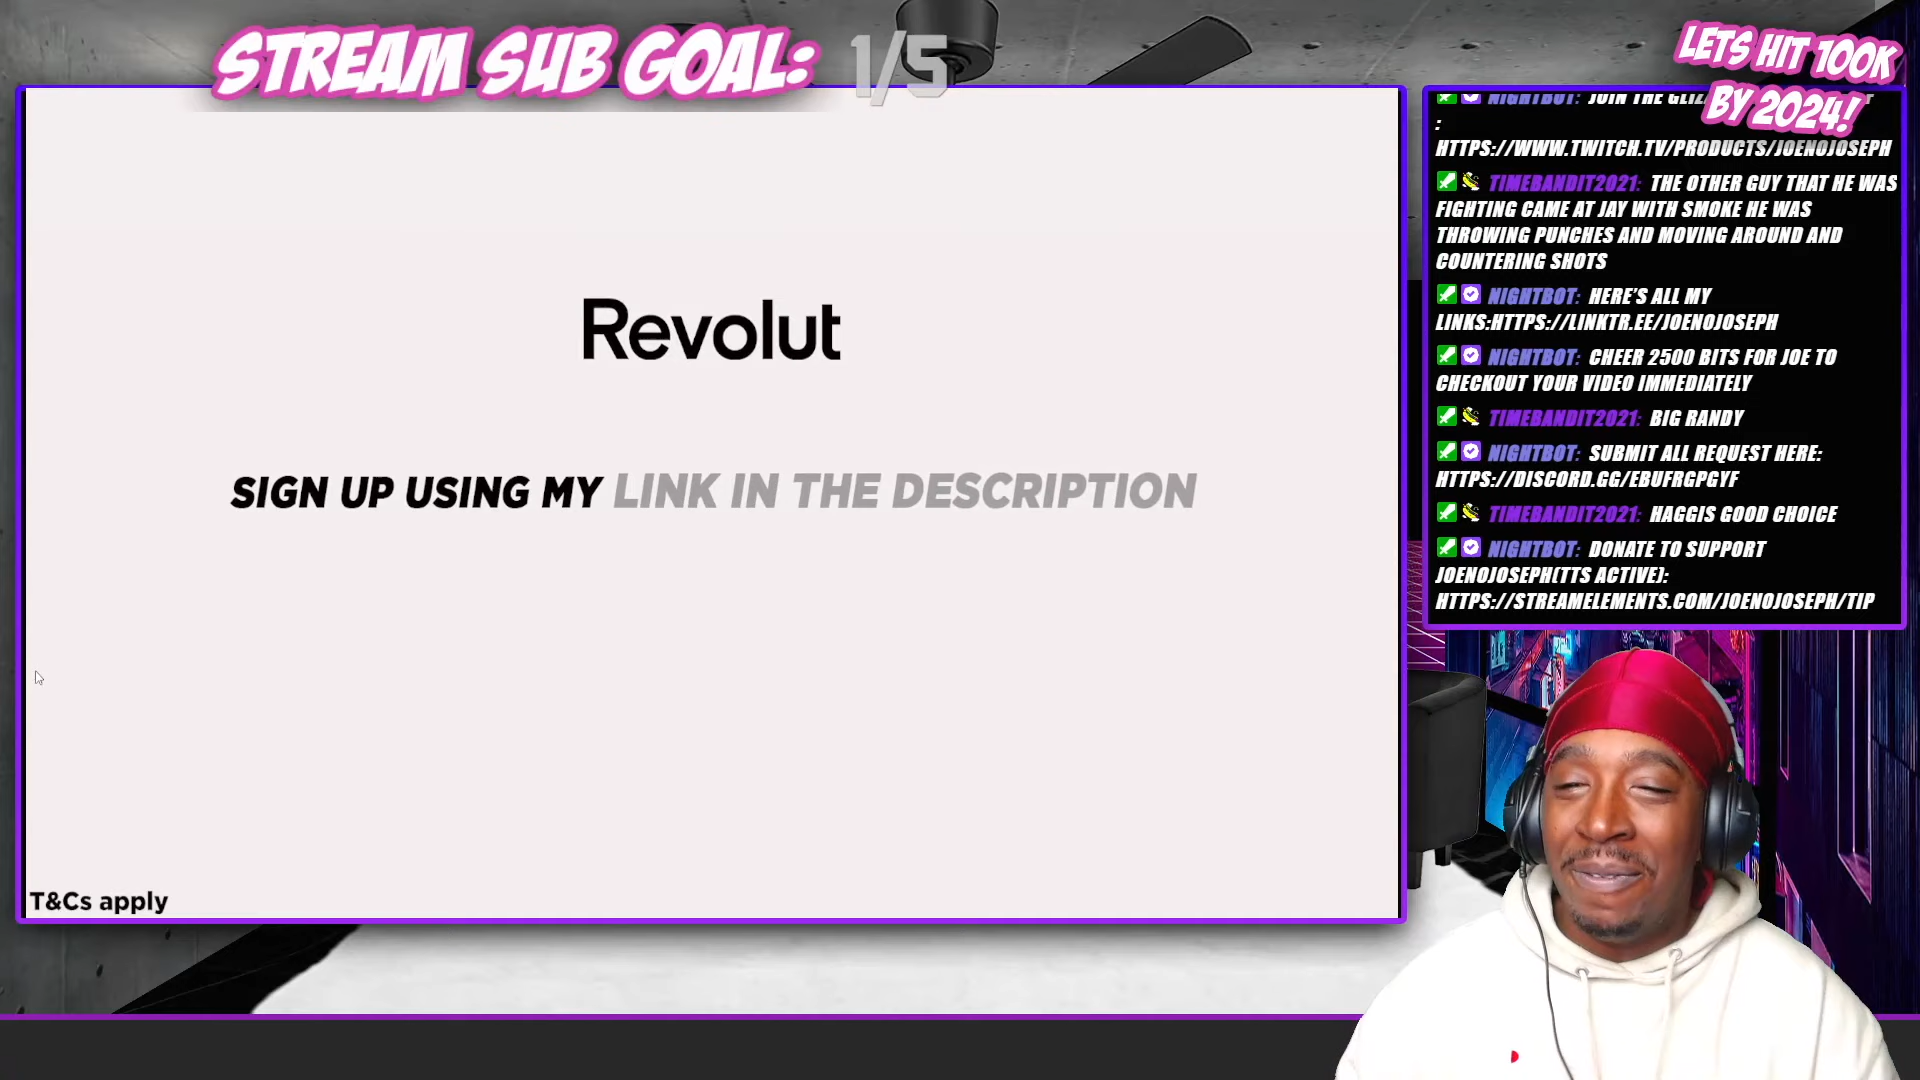 STREAM SUB GOAL: 1/5
LETS HIT 100K
BY 2024!
Revolut
SIGN UP USING MY LINK IN THE DESCRIPTION
T&Cs apply
NIGHTBOT: JOIN THE
:
HTTPS://WWW.TWITCH.TV/PRODUCTS/JOENOJOSEPH
TIMEBANDIT2021: THE OTHER GUY THAT HE WAS
FIGHTING CAME AT JAY WITH SMOKE HE WAS
THROWING PUNCHES AND MOVING AROUND AND
COUNTERING SHOTS
NIGHTBOT: HERE'S ALL MY
LINKS:HTTPS://LINKTR.EE/JOENOJOSEPH
NIGHTBOT: CHEER 2500 BITS FOR JOE TO
CHECKOUT YOUR VIDEO IMMEDIATELY
TIMEBANDIT2021: BIG RANDY
NIGHTBOT: SUBMIT ALL REQUEST HERE:
HTTPS://DISCORD.GG/EBUFRGPGYF
TIMEBANDIT2021: HAGGIS GOOD CHOICE
NIGHTBOT: DONATE TO SUPPORT
JOENOJOSEPH(TTS ACTIVE):
HTTPS://STREAMELEMENTS.COM/JOENOJOSEPH/TIP